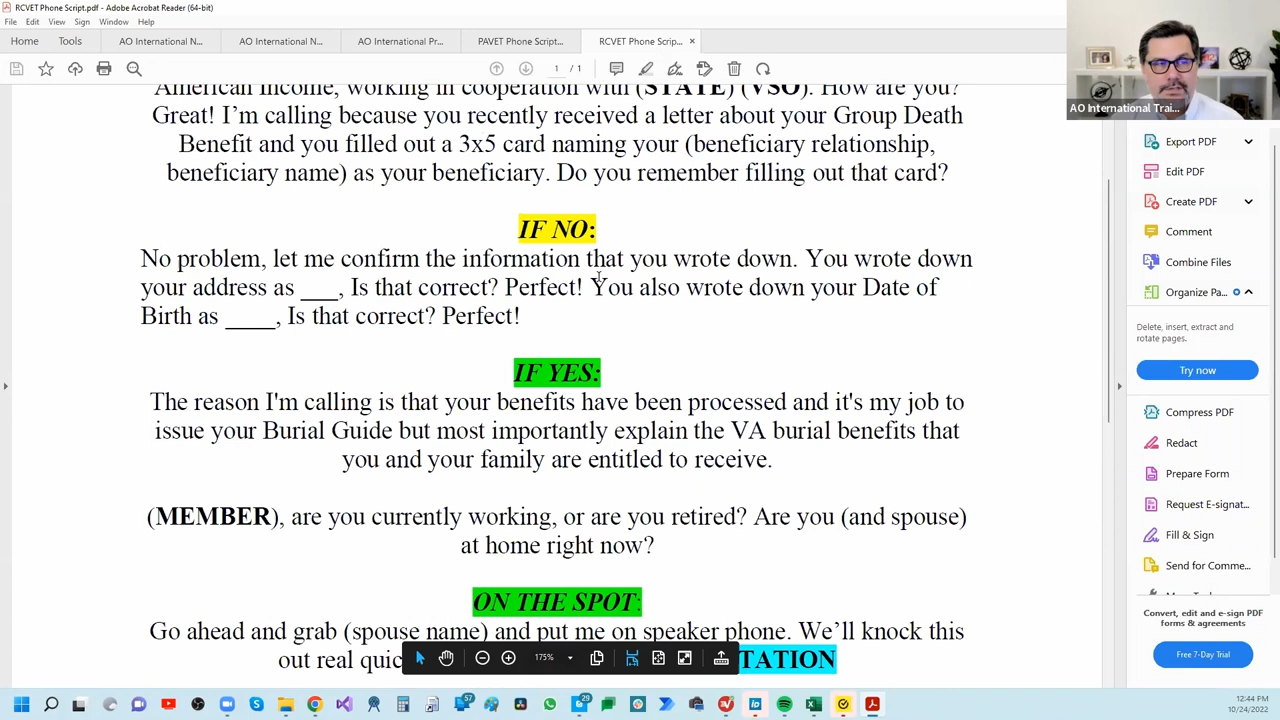 RCVET Phone Script.pdf - Adobe Acrobat Reader (64-bit)
File Edit View Sign Window Help
Home Tools AO International N... AO International N... AO International Pr... PAVET Phone Script... RCVET Phone Scrip... ×
1 / 1
AO International Trai...
American Income, working in cooperation with (STATE) (VSO). How are you?
Great! I'm calling because you recently received a letter about your Group Death
Benefit and you filled out a 3x5 card naming your (beneficiary relationship,
beneficiary name) as your beneficiary. Do you remember filling out that card?
IF NO:
No problem, let me confirm the information that you wrote down. You wrote down
your address as ___, Is that correct? Perfect! You also wrote down your Date of
Birth as ____, Is that correct? Perfect!
IF YES:
The reason I'm calling is that your benefits have been processed and it's my job to
issue your Burial Guide but most importantly explain the VA burial benefits that
you and your family are entitled to receive.
(MEMBER), are you currently working, or are you retired? Are you (and spouse)
at home right now?
ON THE SPOT:
Go ahead and grab (spouse name) and put me on speaker phone. We'll knock this
out real quic
TATION
175%
Export PDF
Edit PDF
Create PDF
Comment
Combine Files
Organize Pa...
Delete, insert, extract and
rotate pages.
Try now
Compress PDF
Redact
Prepare Form
Request E-signat...
Fill & Sign
Send for Comme...
Convert, edit and e-sign PDF
forms & agreements
Free 7-Day Trial
57
29
12:44 PM
10/24/2022